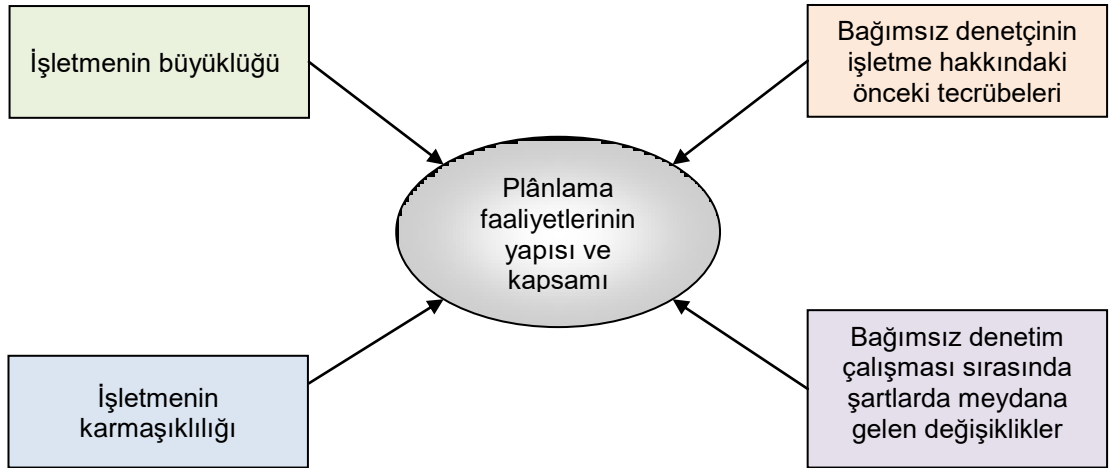 İşletmenin büyüklüğü
Bağımsız denetçinin
işletme hakkındaki
önceki tecrübeleri
Plânlama
faaliyetlerinin
yapısı ve
kapsamı
İşletmenin
karmaşıklılığı
Bağımsız denetim
çalışması sırasında
şartlarda meydana
gelen değişiklikler